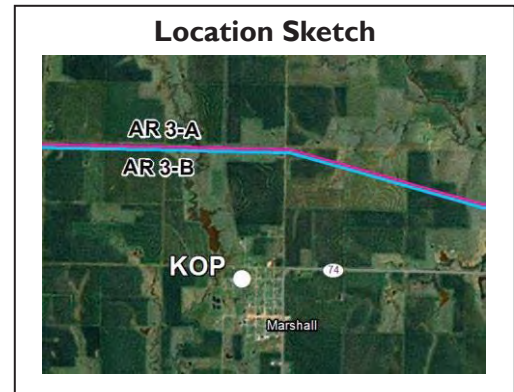 Location Sketch
AR 3-A
AR 3-B
KOP
74
Marshall